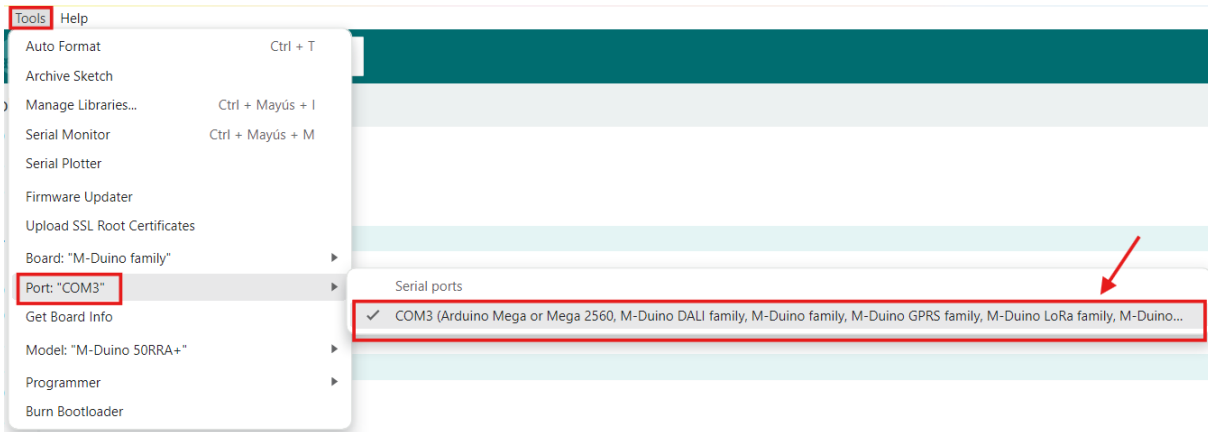 Tools Help
Auto Format Ctrl + T
Archive Sketch
Manage Libraries... Ctrl + Mayús + I
Serial Monitor Ctrl + Mayús + M
Serial Plotter
Firmware Updater
Upload SSL Root Certificates
Board: "M-Duino family"
Port: "COM3"
Serial ports
COM3 (Arduino Mega or Mega 2560, M-Duino DALI family, M-Duino family, M-Duino GPRS family, M-Duino LoRa family, M-Duino...
Get Board Info
Model: "M-Duino 50RRA+"
Programmer
Burn Bootloader